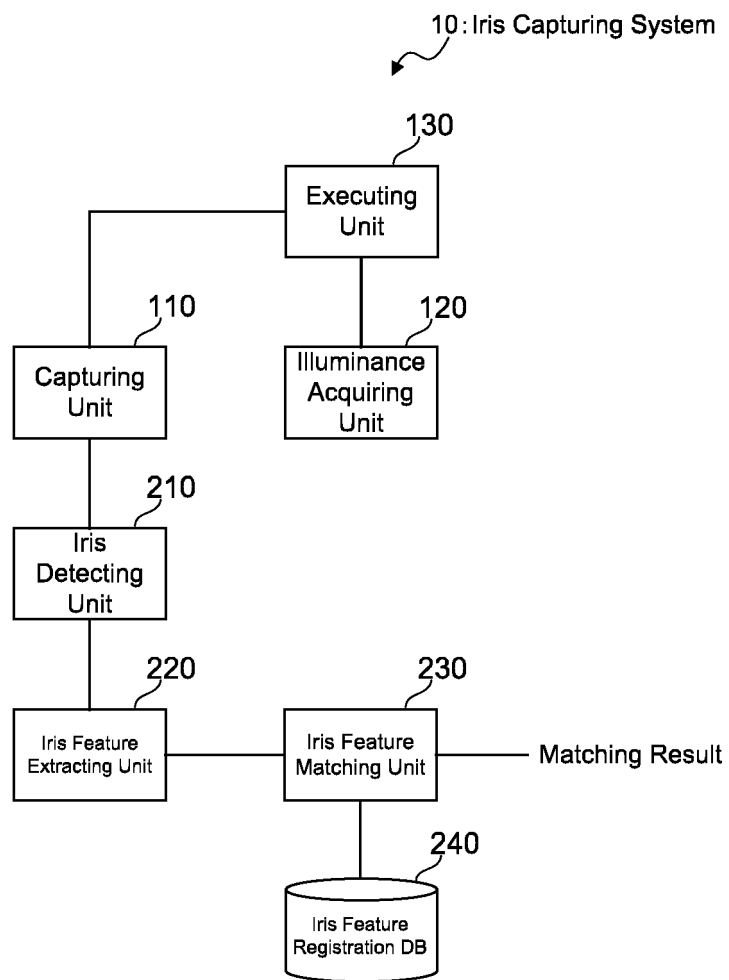 10: Iris Capturing System
130
Executing
Unit
110
120
Capturing
Unit
Illuminance
Acquiring
Unit
210
Iris
Detecting
Unit
220
230
Iris Feature
Extracting Unit
Iris Feature
Matching Unit
Matching Result
240
Iris Feature
Registration DB